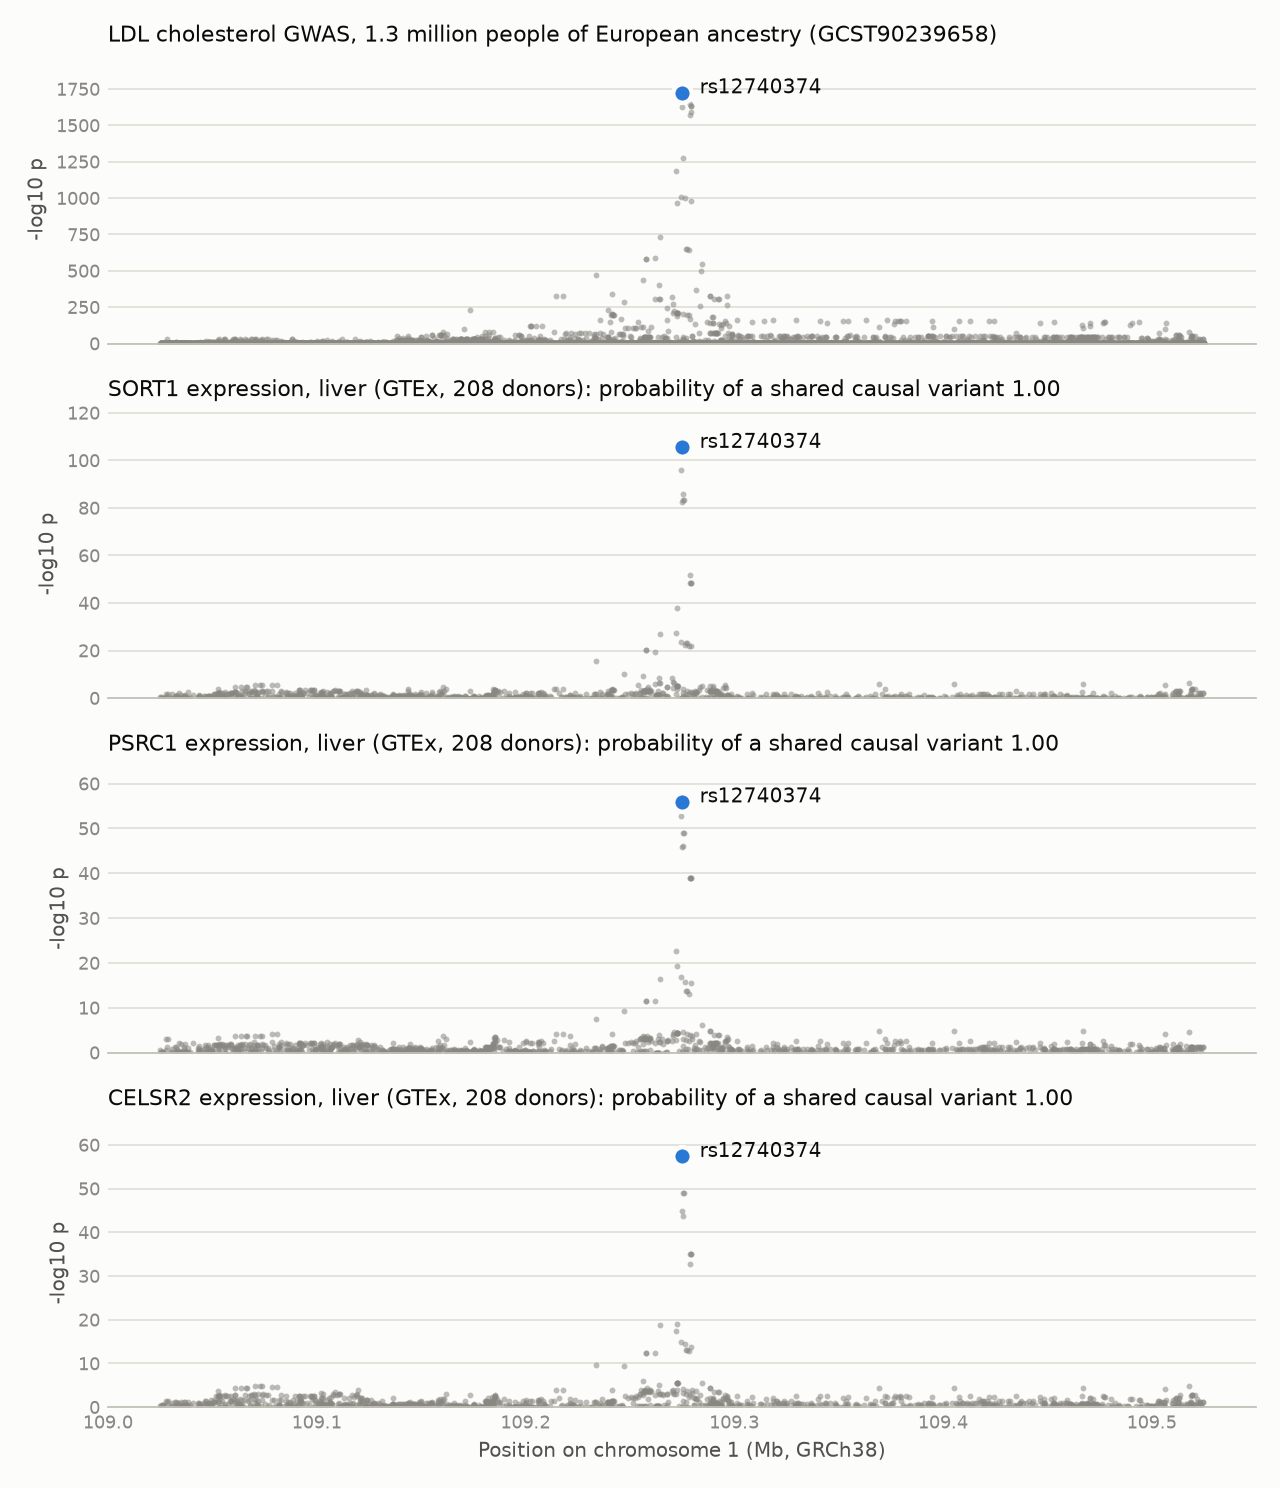 LDL cholesterol GWAS, 1.3 million people of European ancestry (GCST90239658)
rs12740374
1750
1500
1250
1000
750
500
250
0
-log10 p
SORT1 expression, liver (GTEx, 208 donors): probability of a shared causal variant 1.00
120
rs12740374
100
80
60
40
20
0
-log10 p
PSRC1 expression, liver (GTEx, 208 donors): probability of a shared causal variant 1.00
60
rs12740374
50
40
30
20
10
0
-log10 p
CELSR2 expression, liver (GTEx, 208 donors): probability of a shared causal variant 1.00
60
rs12740374
50
40
30
20
10
0
-log10 p
109.0 109.1 109.2 109.3 109.4 109.5
Position on chromosome 1 (Mb, GRCh38)